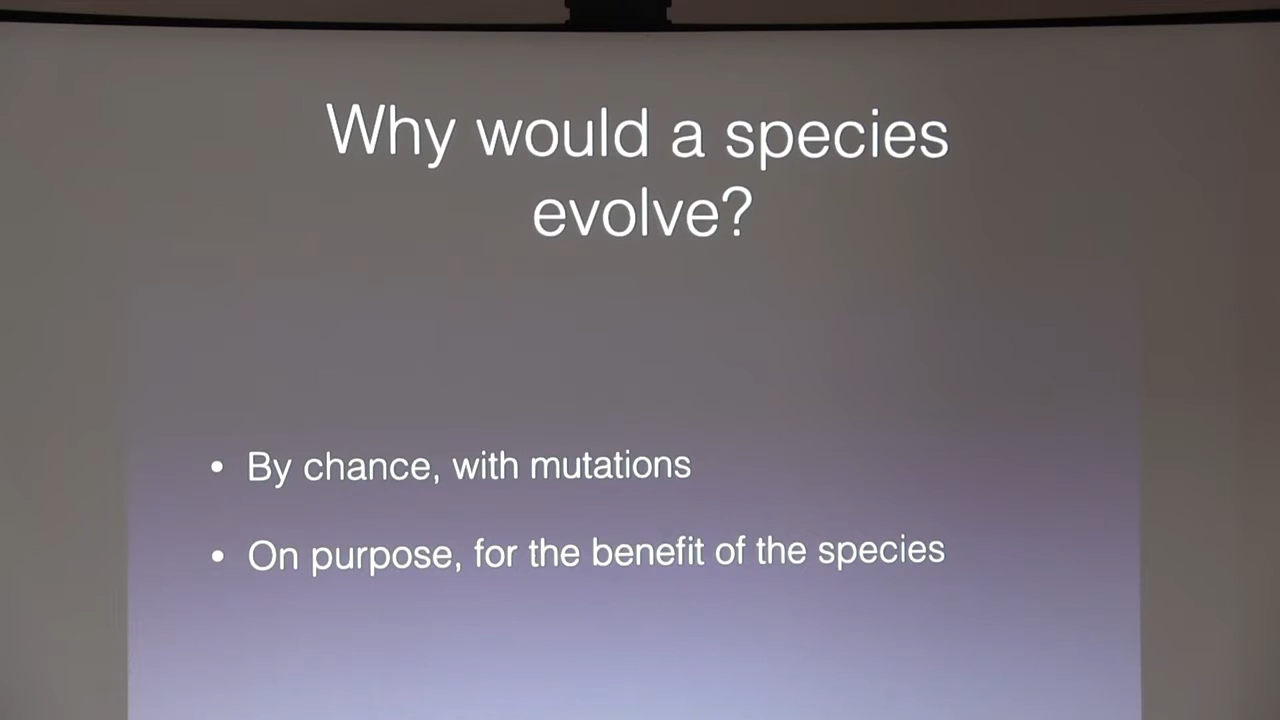 Why would a species
evolve?
• By chance, with mutations
• On purpose, for the benefit of the species